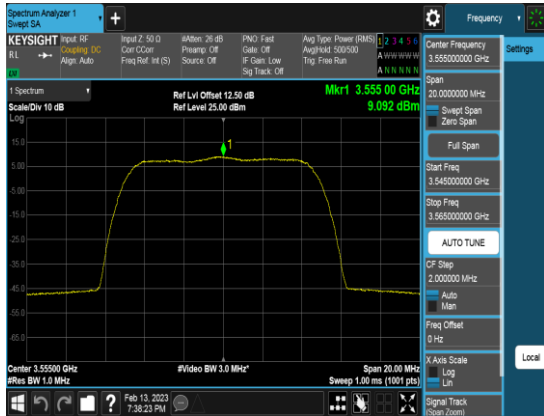 Spectrum Analyzer 1
Swept SA
+
Frequency
KEYSIGHT
RL
LXI
Input: RF
Coupling: DC
Align: Auto
Input Z: 50 Ω
Corr CCorr
Freq Ref: Int (S)
#Atten: 26 dB
Preamp: Off
Source: Off
PNO: Fast
Gate: Off
IF Gain: Low
Sig Track: Off
Avg Type: Power (RMS)
Avg|Hold: 500/500
Trig: Free Run
1 2 3 4 5 6
A W W W W W
A N N N N N
1 Spectrum
Scale/Div 10 dB
Log
Ref Lvl Offset 12.50 dB
Ref Level 25.00 dBm
Mkr1 3.555 00 GHz
9.092 dBm
15.0
5.00
-5.00
-15.0
-25.0
-35.0
-45.0
-55.0
-65.0
1
Center 3.55500 GHz
#Res BW 1.0 MHz
#Video BW 3.0 MHz*
Span 20.00 MHz
Sweep 1.00 ms (1001 pts)
Feb 13, 2023
7:38:23 PM
Center Frequency
3.555000000 GHz
Span
20.0000000 MHz
Swept Span
Zero Span
Full Span
Start Freq
3.545000000 GHz
Stop Freq
3.565000000 GHz
AUTO TUNE
CF Step
2.000000 MHz
Auto
Man
Freq Offset
0 Hz
X Axis Scale
Log
Lin
Signal Track
(Span Zoom)
Settings
Local